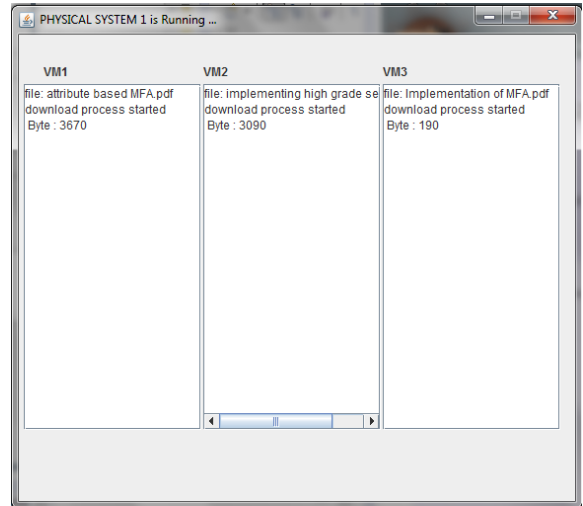 PHYSICAL SYSTEM 1 is Running ...
VM1
VM2
VM3
file: attribute based MFA.pdf
download process started
Byte : 3670
file: implementing high grade se
download process started
Byte : 3090
file: Implementation of MFA.pdf
download process started
Byte : 190